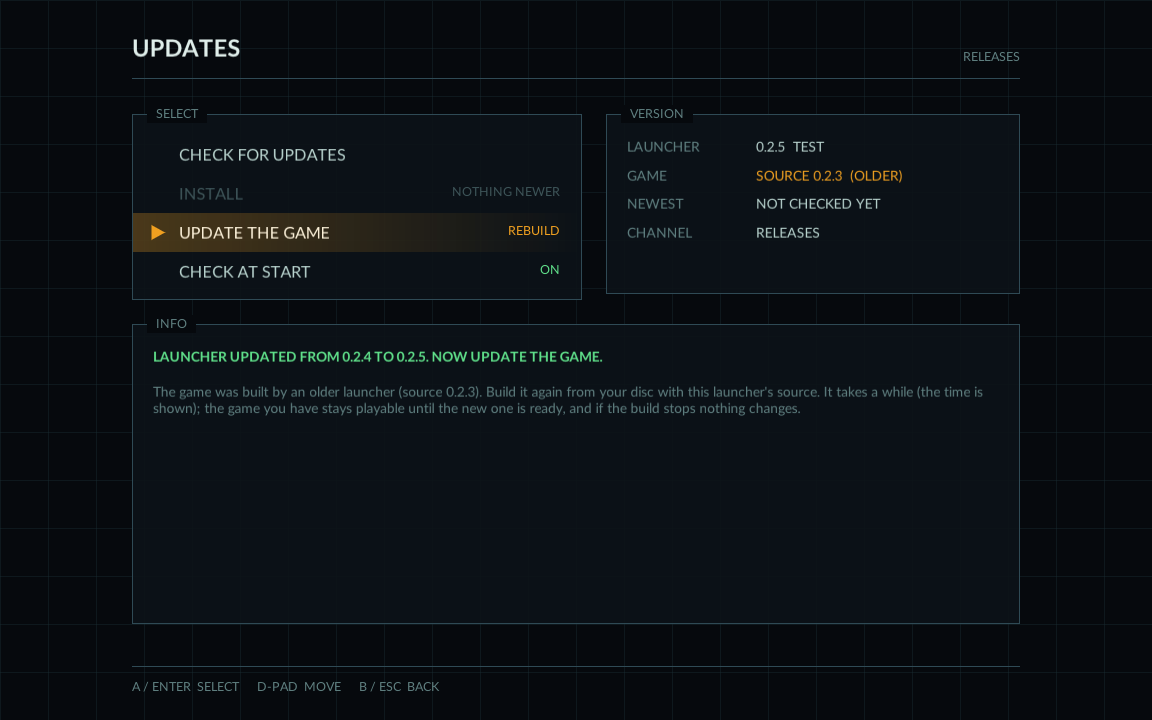 UPDATES
RELEASES
SELECT
CHECK FOR UPDATES
INSTALL NOTHING NEWER
UPDATE THE GAME REBUILD
CHECK AT START ON
VERSION
LAUNCHER 0.2.5 TEST
GAME SOURCE 0.2.3 (OLDER)
NEWEST NOT CHECKED YET
CHANNEL RELEASES
INFO
LAUNCHER UPDATED FROM 0.2.4 TO 0.2.5. NOW UPDATE THE GAME.
The game was built by an older launcher (source 0.2.3). Build it again from your disc with this launcher's source. It takes a while (the time is
shown); the game you have stays playable until the new one is ready, and if the build stops nothing changes.
A / ENTER SELECT D-PAD MOVE B / ESC BACK